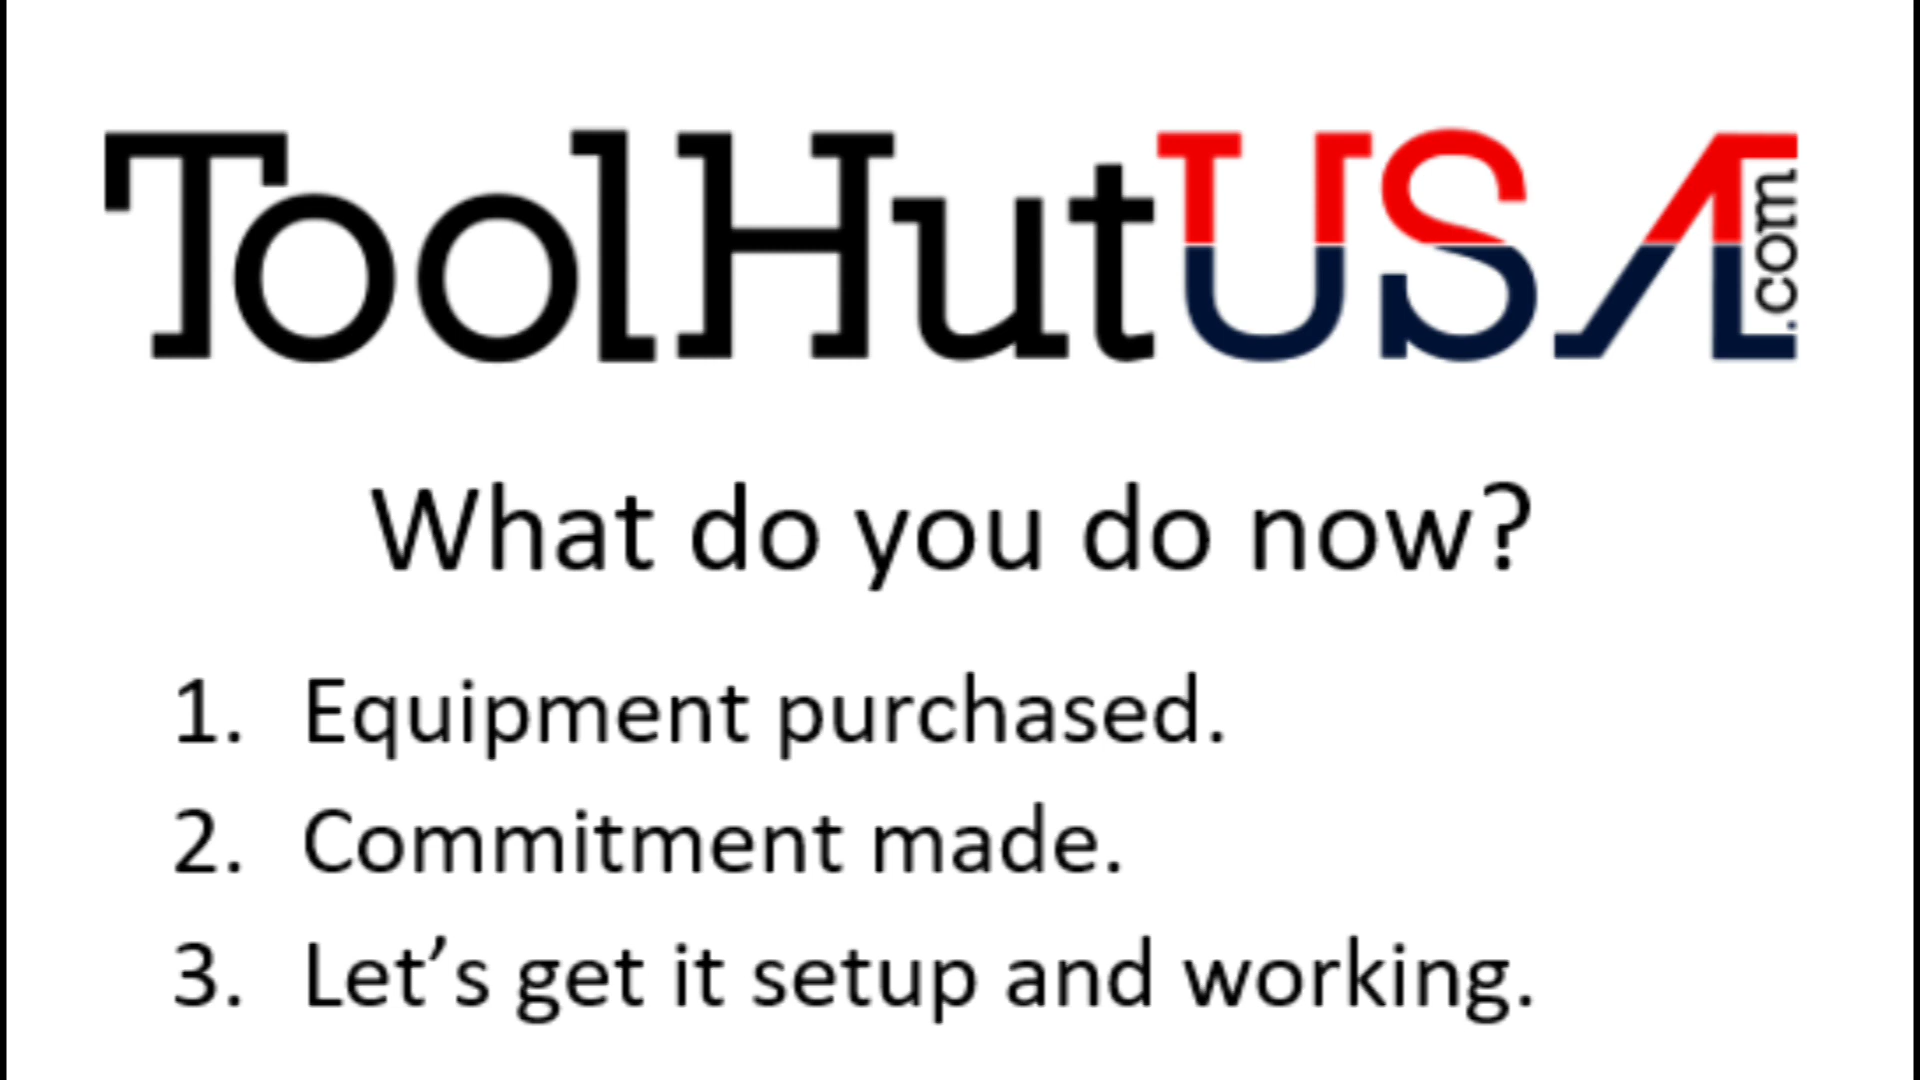 ToolHutUSA.com
What do you do now?
1. Equipment purchased.
2. Commitment made.
3. Let’s get it setup and working.